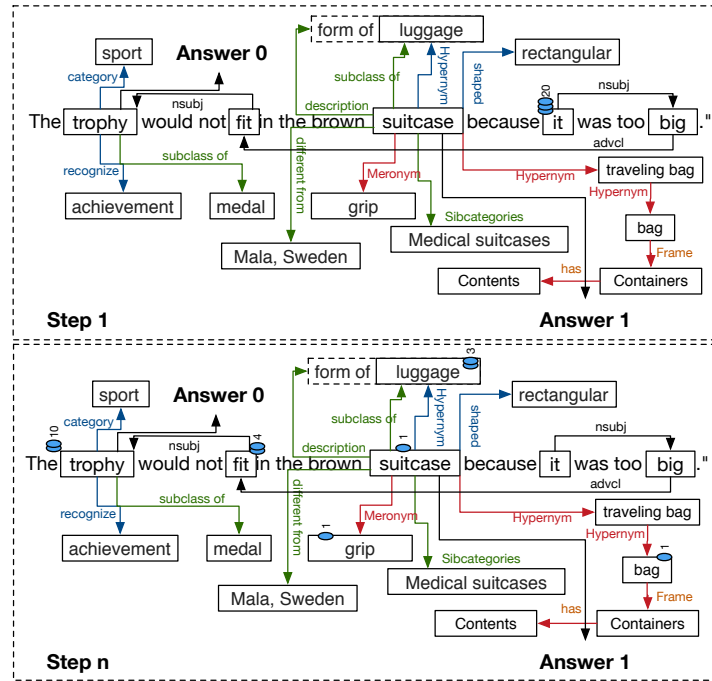 form of luggage
sport
Answer 0
rectangular
category
subclass of
Hypernym
shaped
20
nsubj
description
nsubj
The trophy would not fit in the brown suitcase because it was too big ."
advcl
different from
recognize
subclass of
Meronym
Hypernym
traveling bag
Hypernym
achievement
medal
grip
Sibcategories
bag
Medical suitcases
Mala, Sweden
Frame
Contents
has
Containers
Step 1
Answer 1
3
form of luggage
sport
Answer 0
rectangular
category
subclass of
Hypernym
shaped
10
nsubj
4
description
1
nsubj
The trophy would not fit in the brown suitcase because it was too big ."
advcl
different from
recognize
subclass of
Meronym
Hypernym
traveling bag
Hypernym
1
1
achievement
medal
grip
Sibcategories
bag
Medical suitcases
Mala, Sweden
Frame
Contents
has
Containers
Step n
Answer 1